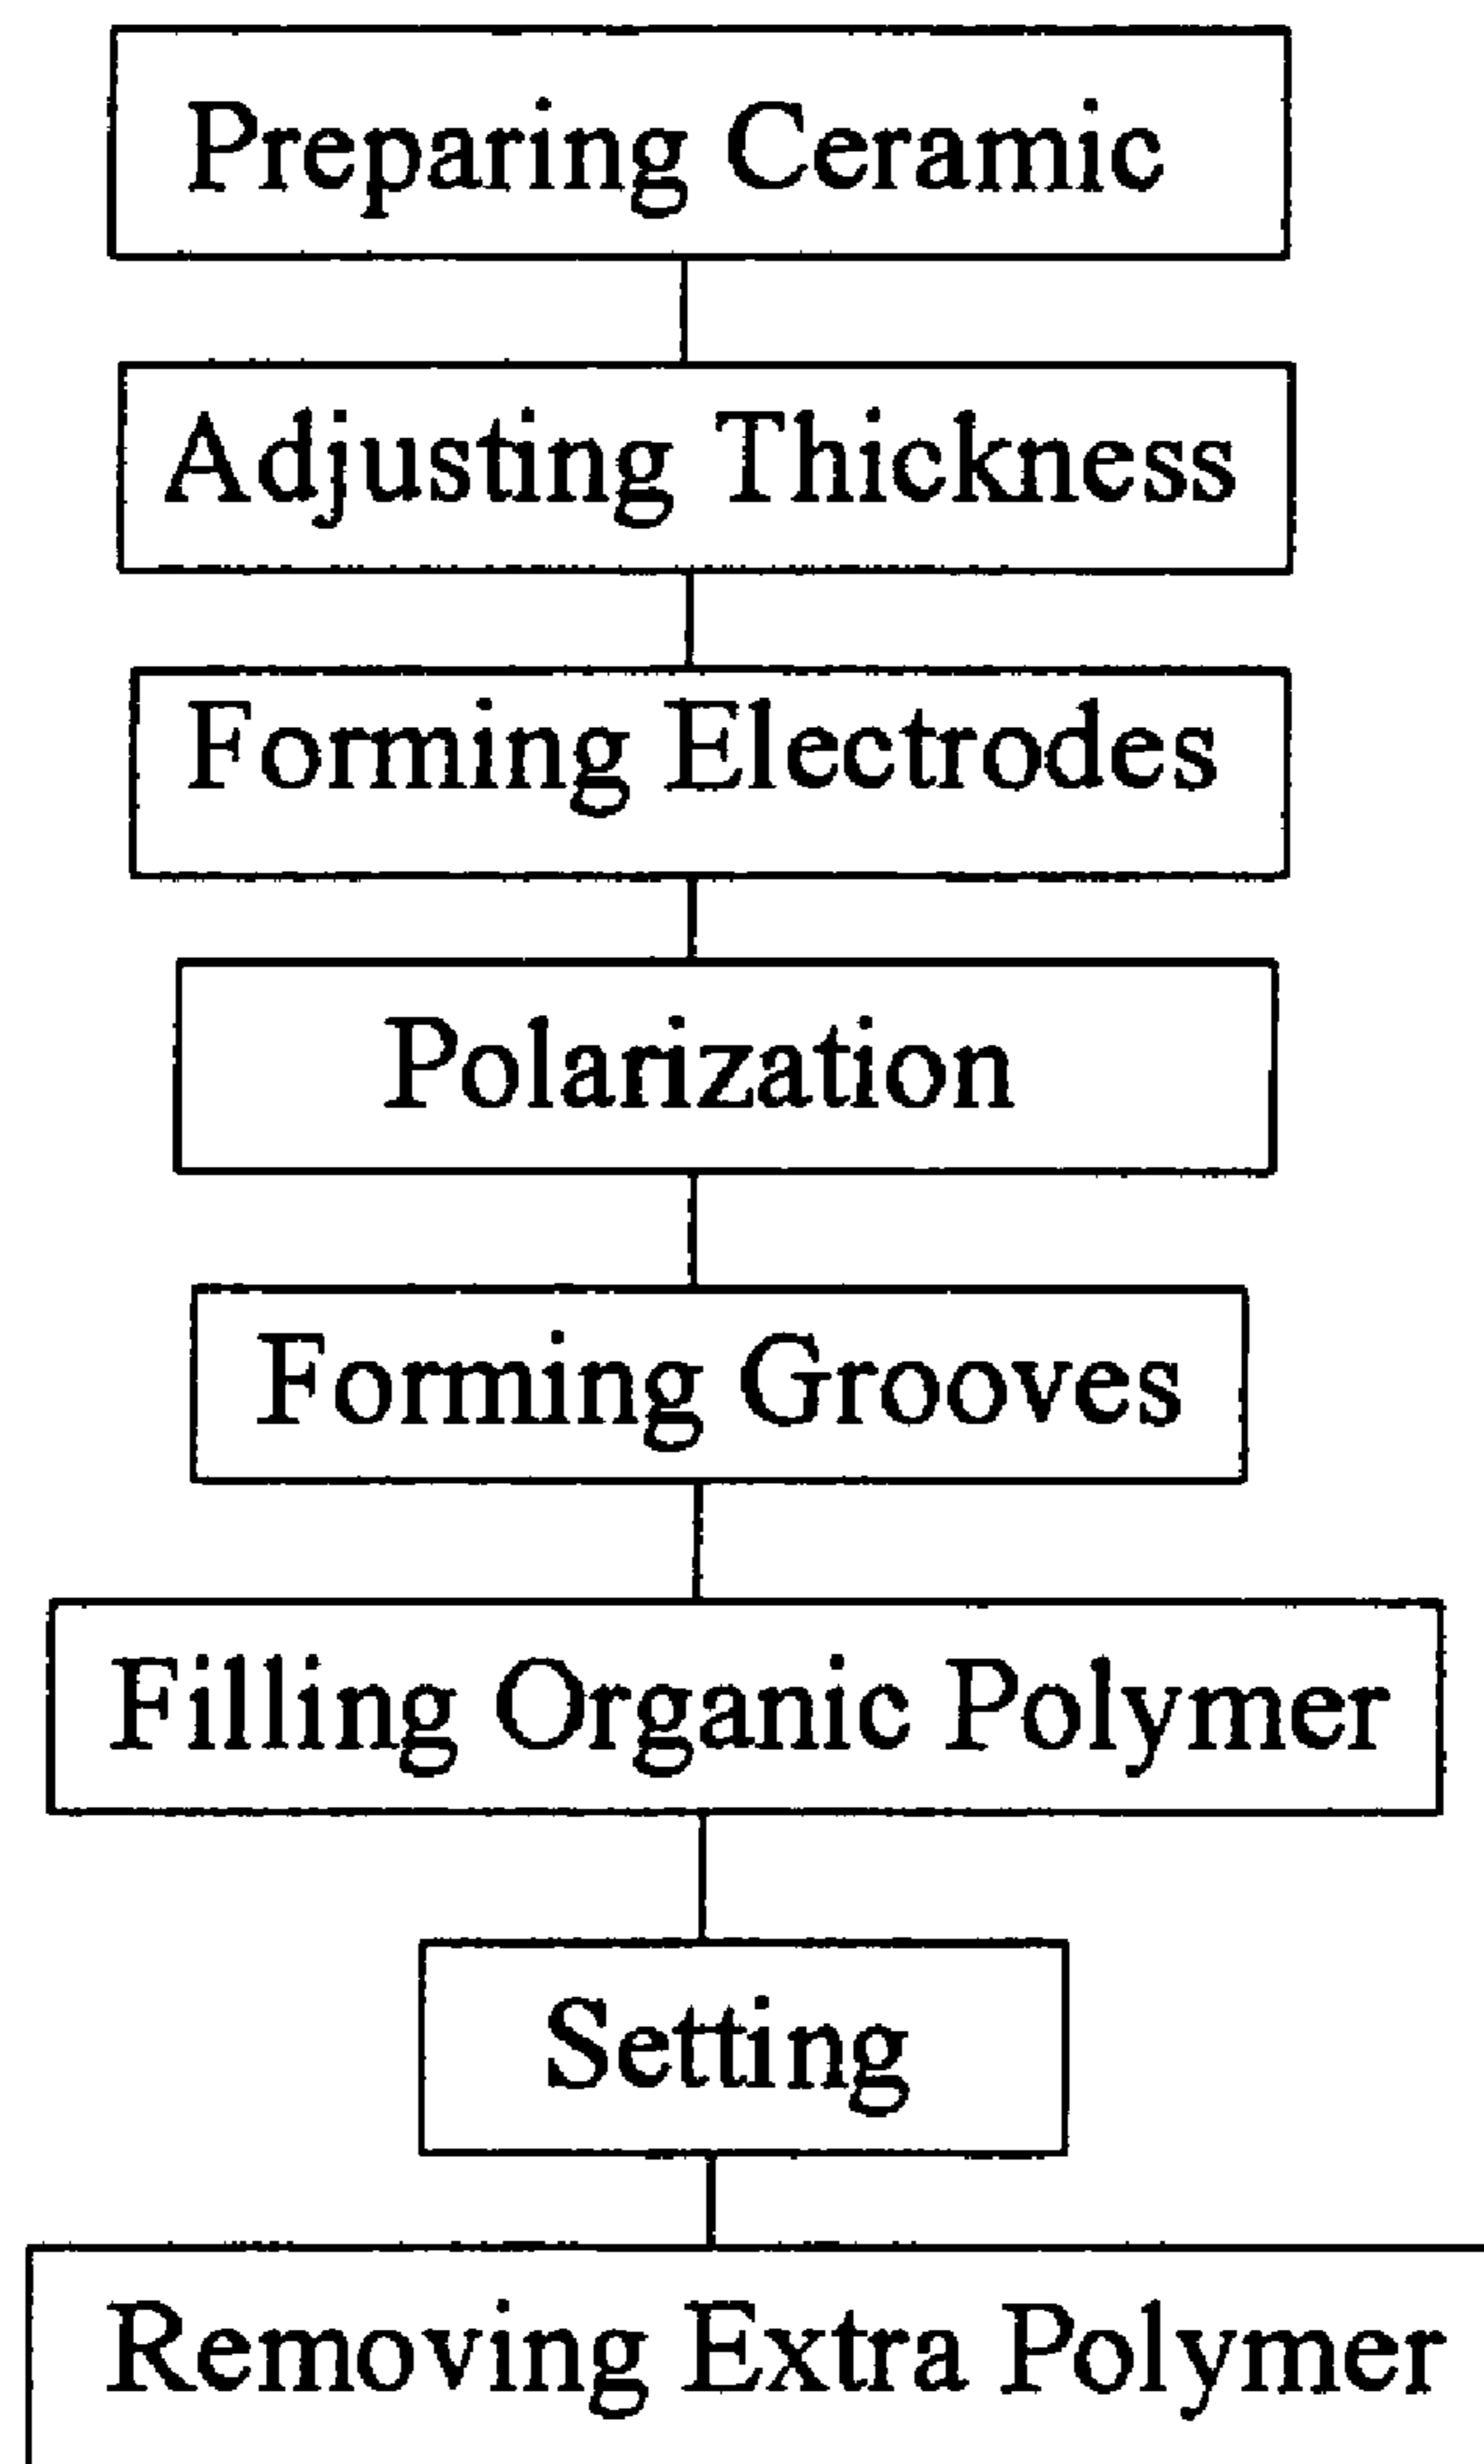 Preparing Ceramic
Adjusting Thickness
Forming Electrodes
Polarization
Forming Grooves
Filling Organic Polymer
Setting
Removing Extra Polymer